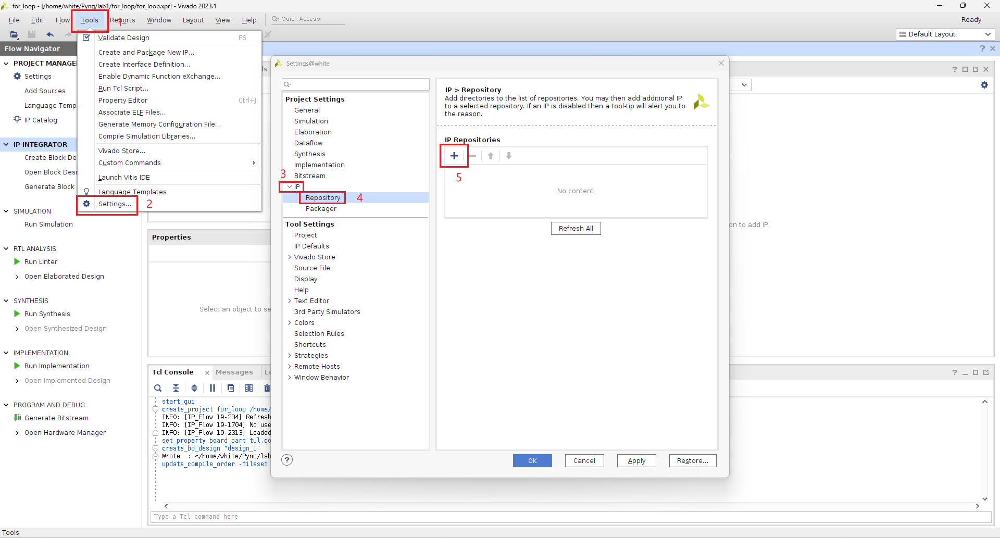 for_loop - [/home/white/Pynq/lab1/for_loop/for_loop.xpr] - Vivado 2023.1
File Edit Flow Tools Reports Window Layout View Help Quick Access Ready
1
Default Layout
Flow Navigator
PROJECT MANAGE
Settings
Add Sources
Language Temp
IP Catalog
IP INTEGRATOR
Create Block De
Open Block Desi
Generate Block
SIMULATION
Run Simulation
RTL ANALYSIS
Run Linter
Open Elaborated Design
SYNTHESIS
Run Synthesis
Open Synthesized Design
IMPLEMENTATION
Run Implementation
Open Implemented Design
PROGRAM AND DEBUG
Generate Bitstream
Open Hardware Manager
Validate Design F6
Create and Package New IP...
Create Interface Definition...
Enable Dynamic Function eXchange...
Run Tcl Script...
Property Editor Ctrl+J
Associate ELF Files...
Generate Memory Configuration File...
Compile Simulation Libraries...
Vivado Store...
Custom Commands
Launch Vitis IDE
Language Templates
Settings... 2
Properties
Select an object to se
Settings@white
Project Settings
General
Simulation
Elaboration
Dataflow
Synthesis
Implementation
Bitstream
3
IP
Repository 4
Packager
Tool Settings
Project
IP Defaults
Vivado Store
Source File
Display
Help
Text Editor
3rd Party Simulators
Colors
Selection Rules
Shortcuts
Strategies
Remote Hosts
Window Behavior
IP > Repository
Add directories to the list of repositories. You may then add additional IP
to a selected repository. If an IP is disabled then a tool-tip will alert you to
the reason.
IP Repositories
5
No content
Refresh All
OK Cancel Apply Restore...
on to add IP.
Tcl Console Messages
start_gui
create_project for_loop /home/
INFO: [IP_Flow 19-234] Refresh
INFO: [IP_Flow 19-1704] No use
INFO: [IP_Flow 19-2313] Loaded
set_property board_part tul.co
create_bd_design "design_1"
Wrote : </home/white/Pynq/lab
update_compile_order -fileset
Type a Tcl command here
Tools